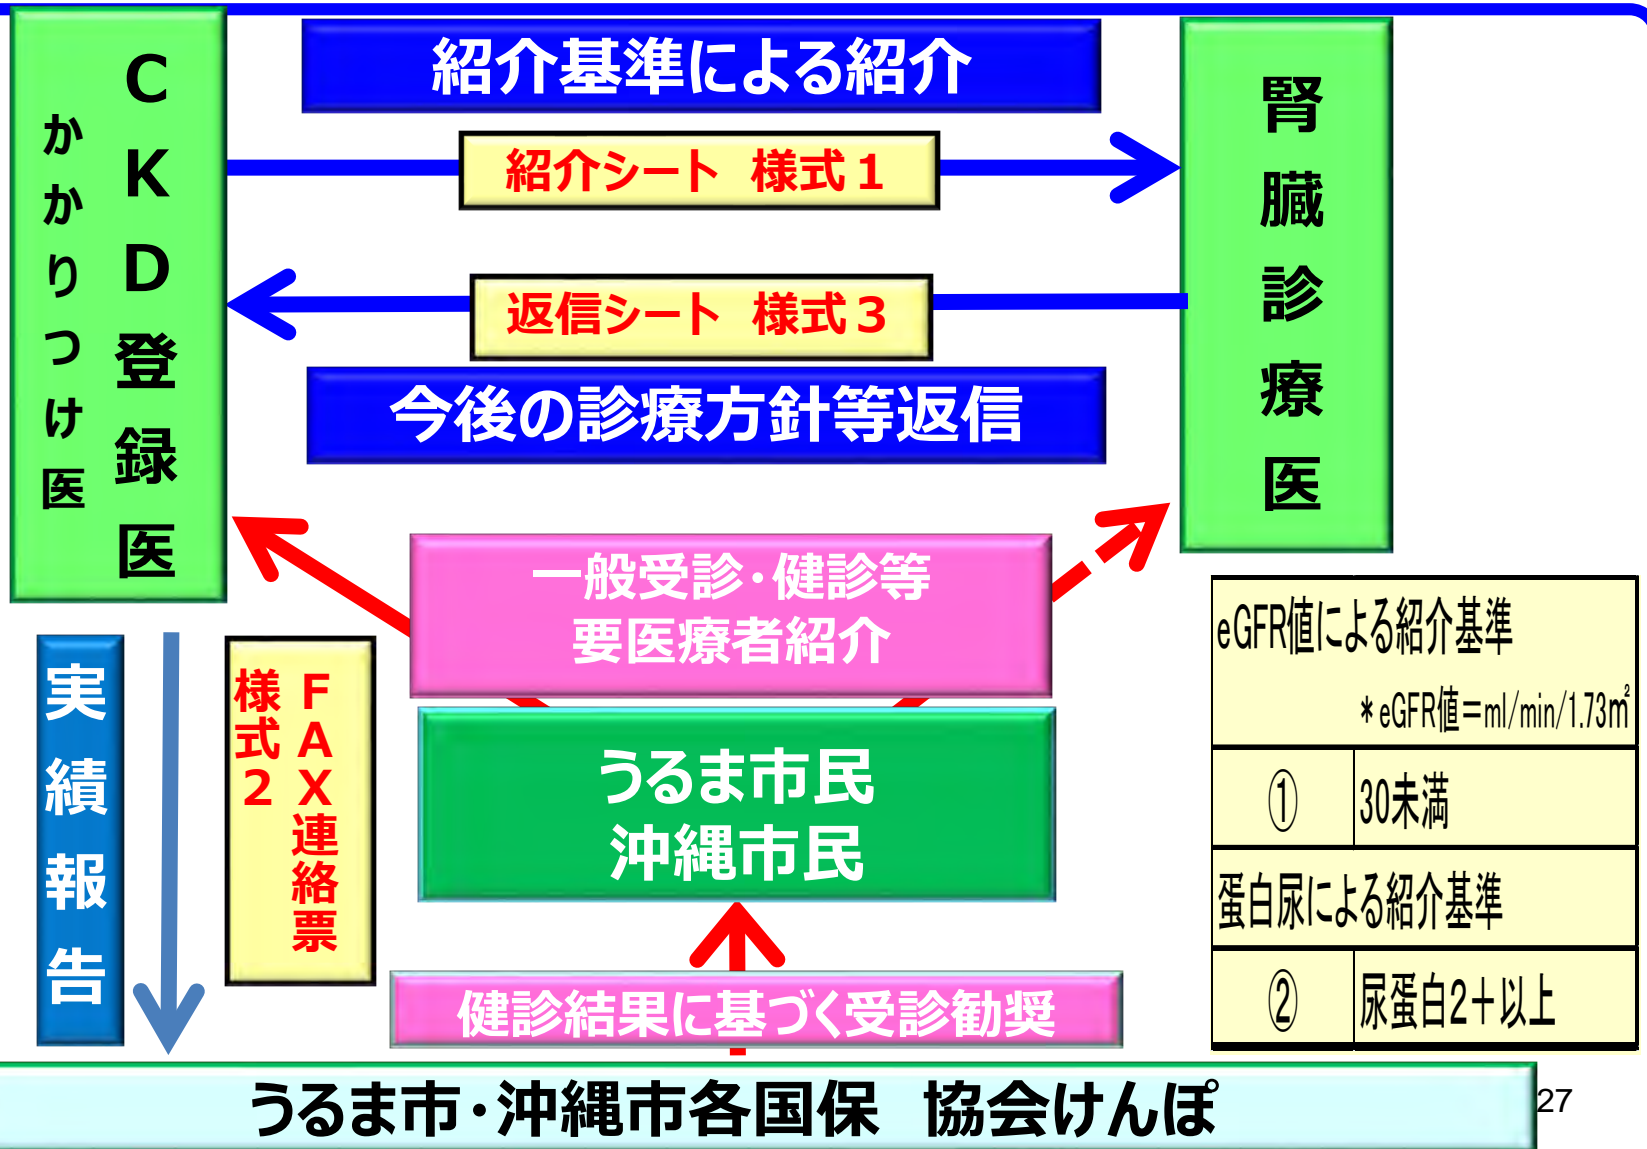 かかりつけ医
CKD登録医
紹介基準による紹介
紹介シート 様式1
返信シート 様式3
今後の診療方針等返信
腎臓診療医
一般受診・健診等
要医療者紹介
実績報告
FAX連絡票
様式2
うるま市民
沖縄市民
健診結果に基づく受診勧奨
eGFR値による紹介基準
*eGFR値=ml/min/1.73㎡
① 30未満
蛋白尿による紹介基準
② 尿蛋白2+以上
うるま市・沖縄市各国保 協会けんぽ
27